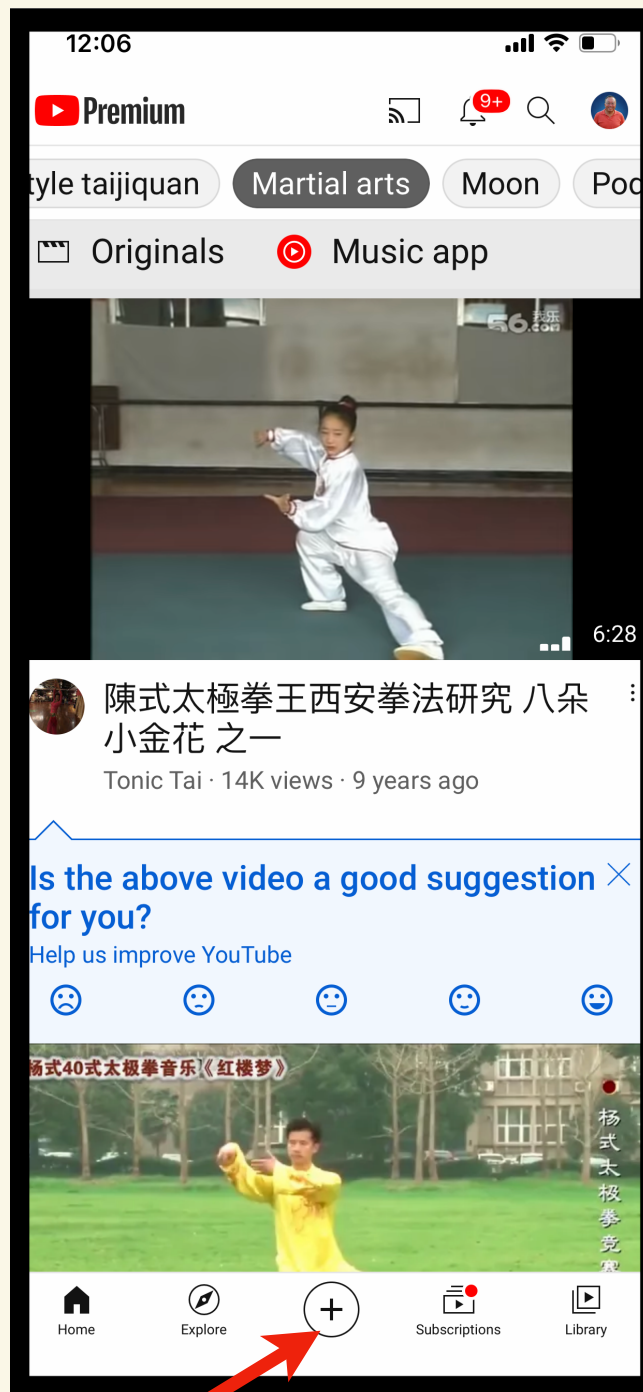 12:06
Premium
9+
tyle taijiquan
Martial arts
Moon
Originals
Music app
56.com
我乐
6:28
陳式太極拳王西安拳法研究 八朵
小金花 之一
Tonic Tai · 14K views · 9 years ago
Is the above video a good suggestion
for you?
Help us improve YouTube
杨式40式太极拳音乐《红楼梦》
杨式太极拳竞赛
Home
Explore
Subscriptions
Library